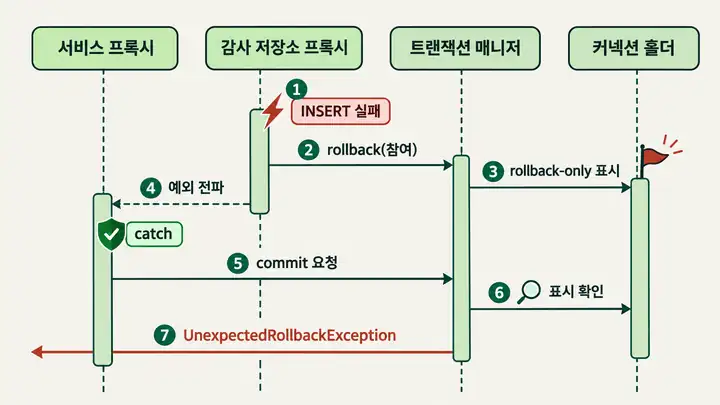 서비스 프록시
감사 저장소 프록시
트랜잭션 매니저
커넥션 홀더
1
INSERT 실패
2 rollback(참여)
3 rollback-only 표시
4 예외 전파
catch
5 commit 요청
6 표시 확인
7 UnexpectedRollbackException